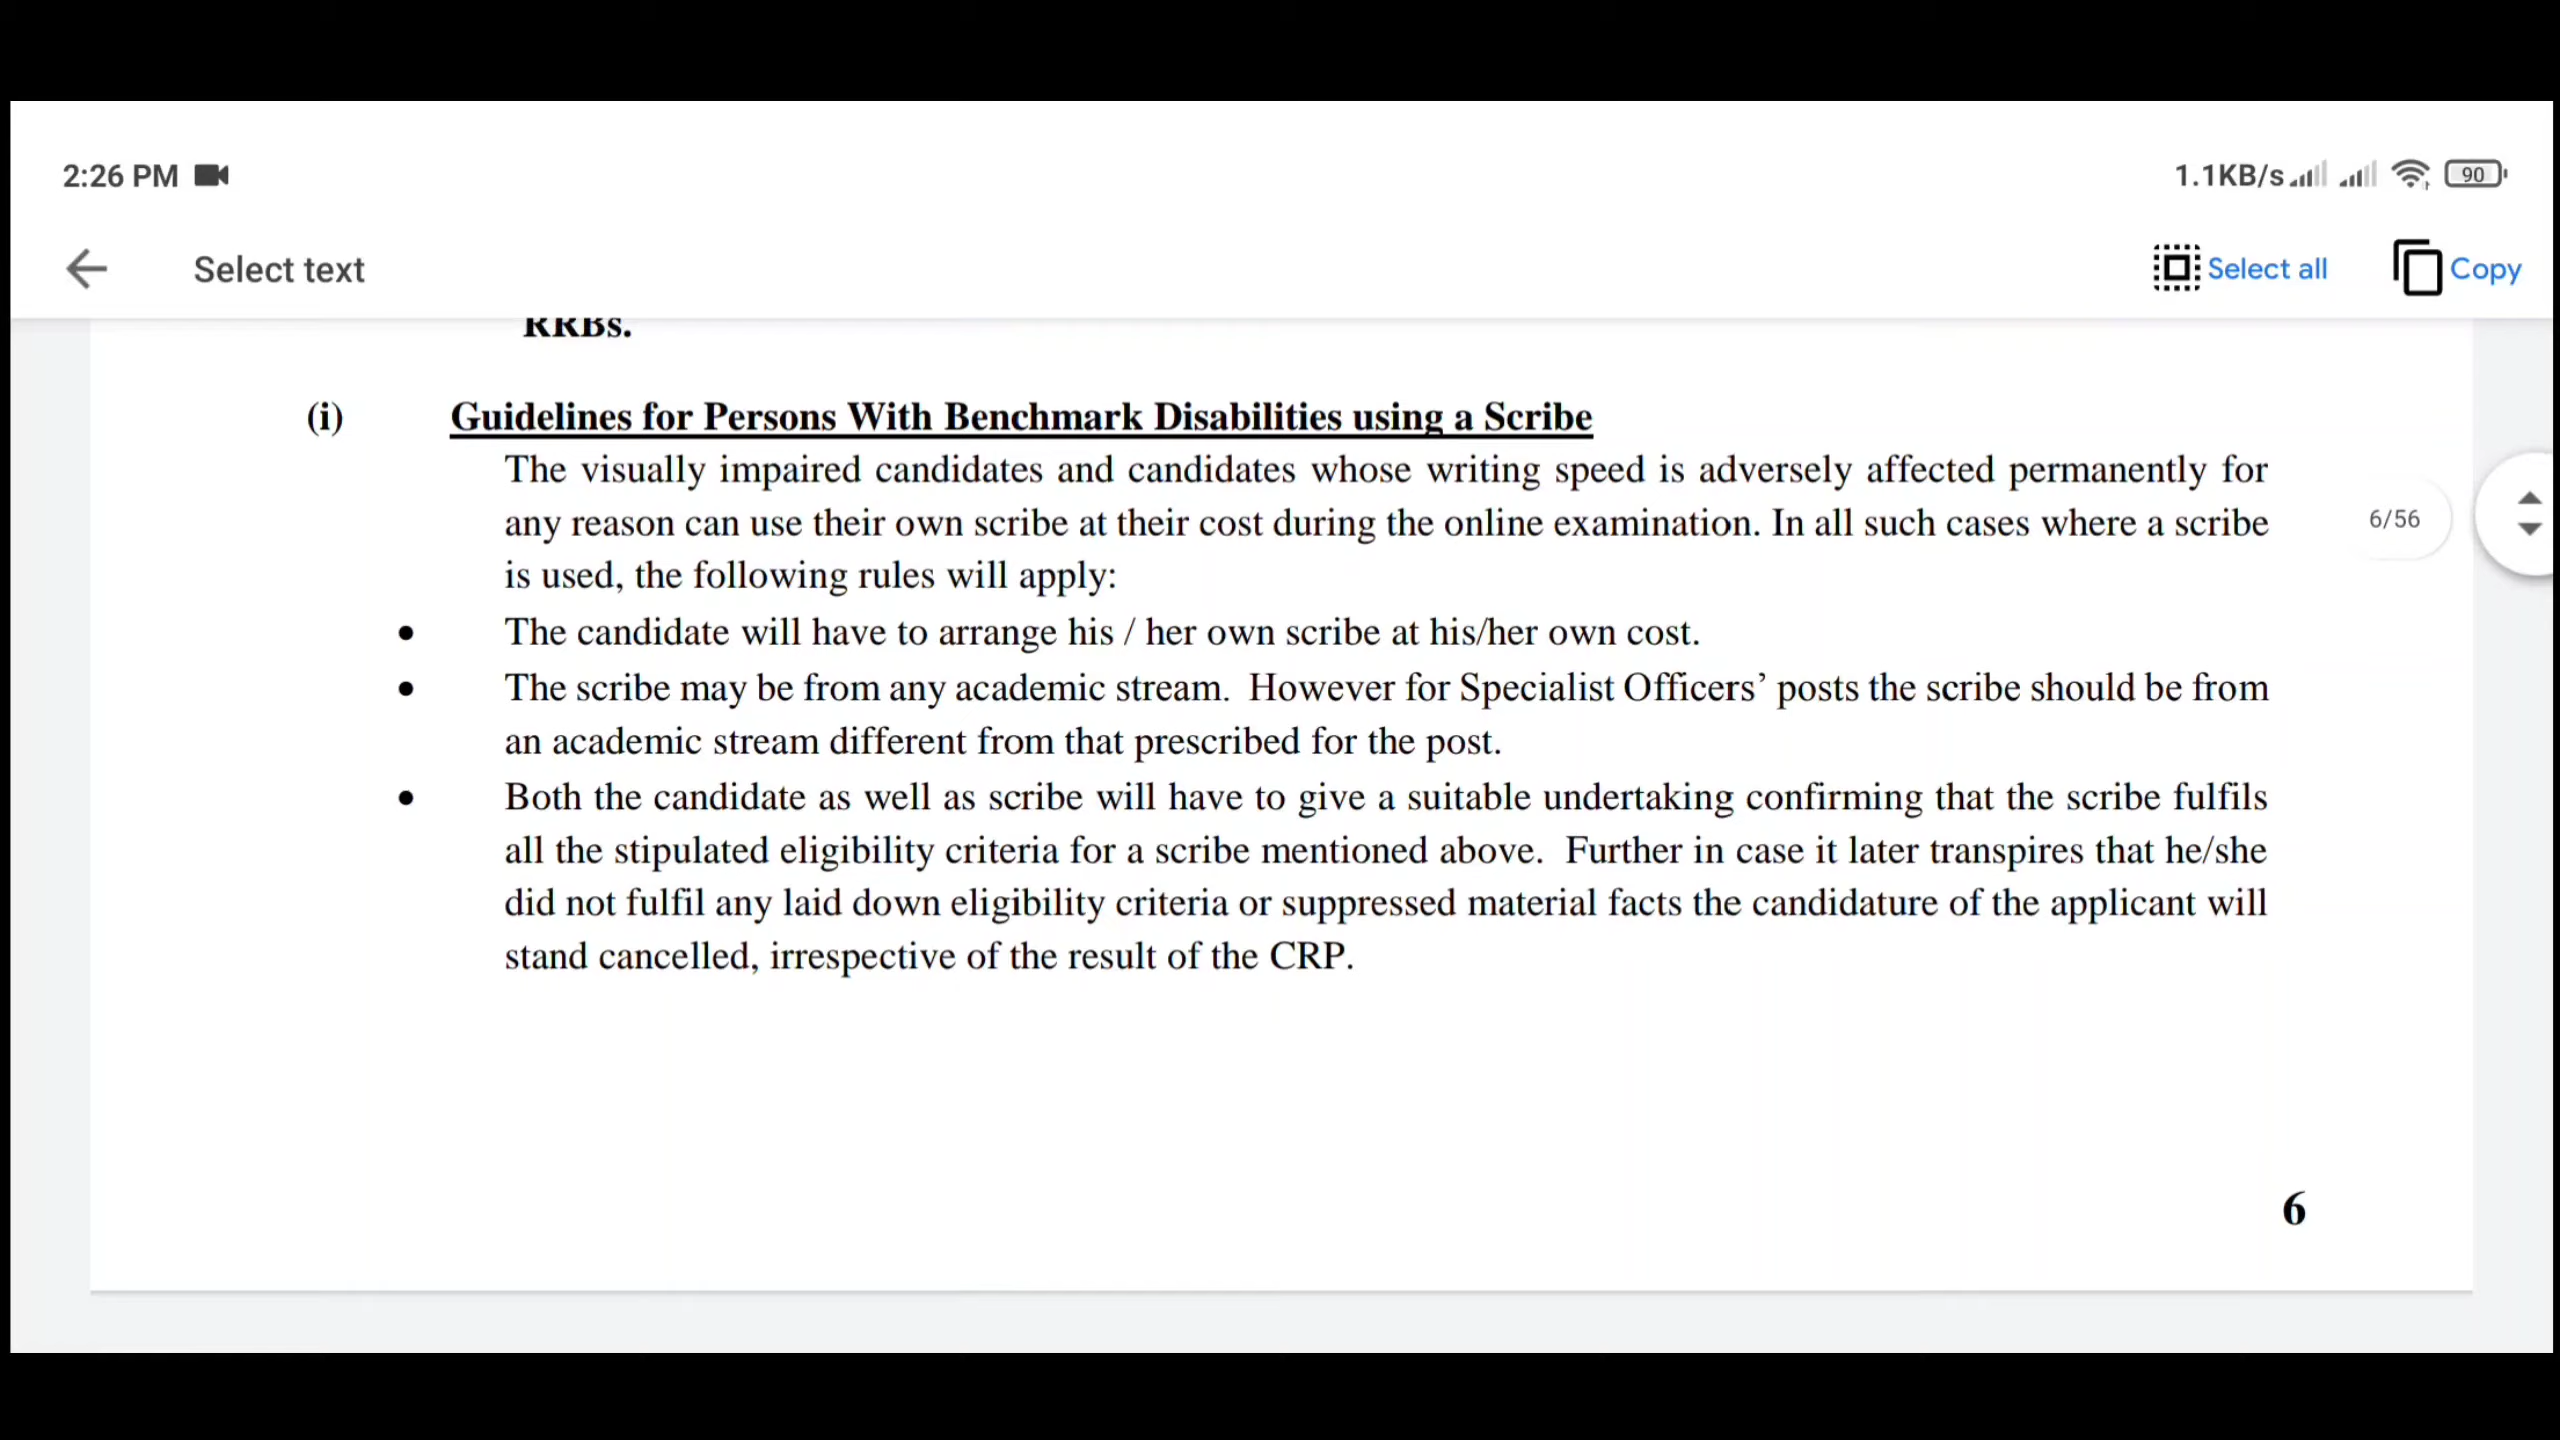 2:26 PM
1.1KB/s
90
Select text
Select all
Copy
RRBs.
(i) Guidelines for Persons With Benchmark Disabilities using a Scribe
The visually impaired candidates and candidates whose writing speed is adversely affected permanently for
any reason can use their own scribe at their cost during the online examination. In all such cases where a scribe
is used, the following rules will apply:
6/56
• The candidate will have to arrange his / her own scribe at his/her own cost.
• The scribe may be from any academic stream. However for Specialist Officers’ posts the scribe should be from
an academic stream different from that prescribed for the post.
• Both the candidate as well as scribe will have to give a suitable undertaking confirming that the scribe fulfils
all the stipulated eligibility criteria for a scribe mentioned above. Further in case it later transpires that he/she
did not fulfil any laid down eligibility criteria or suppressed material facts the candidature of the applicant will
stand cancelled, irrespective of the result of the CRP.
6